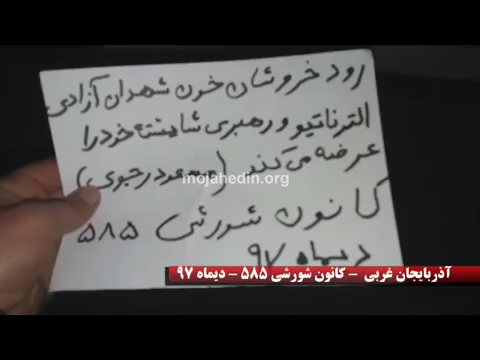 رود خروشان خون شهدان آزادی
الترناتیو و رهبری شایسته خود را
عرضه می کند (مسعود رجوی)
mojahedin.org
کانون شورشی ۵۸۵
دیماه ۹۷
آذربایجان غربی - کانون شورشی ۵۸۵ - دیماه ۹۷